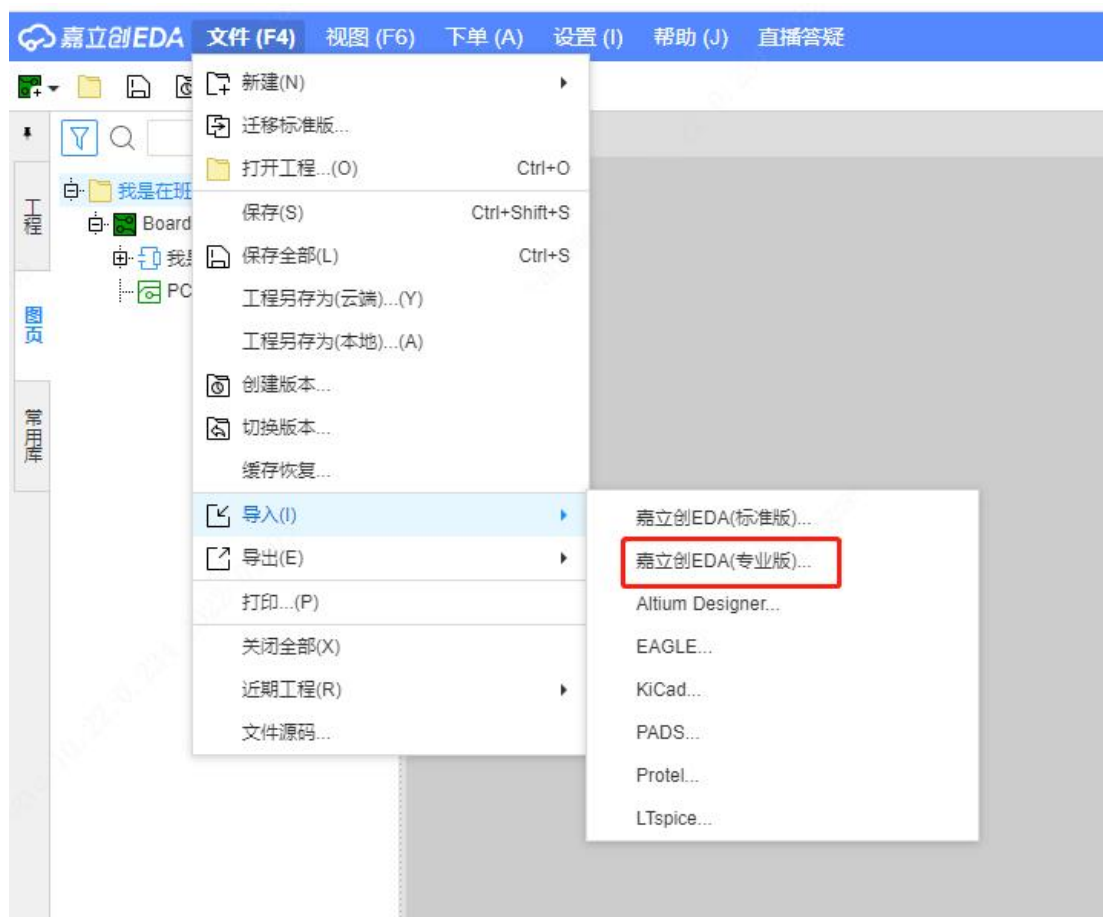 嘉立创EDA 文件 (F4) 视图 (F6) 下单 (A) 设置 (I) 帮助 (J) 直播答疑
新建(N)
迁移标准版...
打开工程...(O) Ctrl+O
保存(S) Ctrl+Shift+S
保存全部(L) Ctrl+S
工程另存为(云端)...(Y)
工程另存为(本地)...(A)
创建版本...
切换版本...
缓存恢复...
导入(I)
导出(E)
打印...(P)
关闭全部(X)
近期工程(R)
文件源码...
嘉立创EDA(标准版)...
嘉立创EDA(专业版)...
Altium Designer...
EAGLE...
KiCad...
PADS...
Protel...
LTspice...
工程
图页
常用库
我是在班
Board
我是
PC